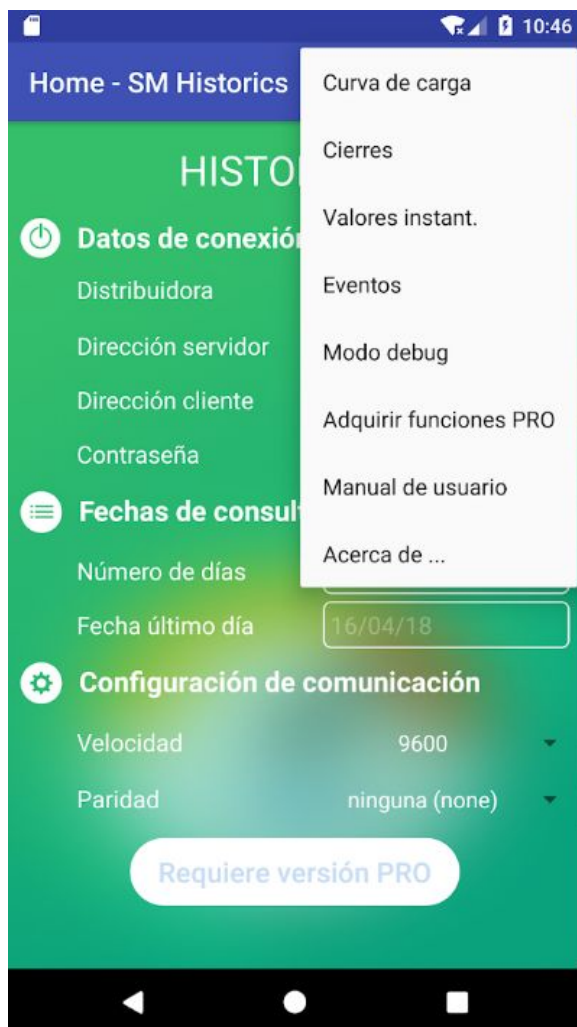 10:46
Home - SM Historics
Curva de carga
Cierres
HISTO
Valores instant.
Datos de conexión
Eventos
Distribuidora
Dirección servidor
Modo debug
Dirección cliente
Adquirir funciones PRO
Contraseña
Manual de usuario
Fechas de consul
Acerca de ...
Número de días
Fecha último día
16/04/18
Configuración de comunicación
Velocidad
9600
Paridad
ninguna (none)
Requiere versión PRO